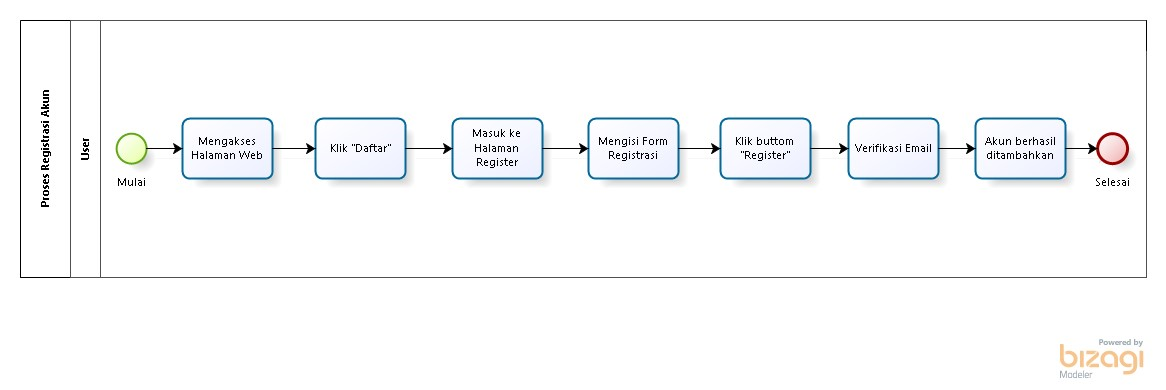 Proses Registrasi Akun
User
Mulai
Mengakses
Halaman Web
Klik "Daftar"
Masuk ke
Halaman
Register
Mengisi Form
Registrasi
Klik buttom
"Register"
Verifikasi Email
Akun berhasil
ditambahkan
Selesai
Powered by
bizagi
Modeler